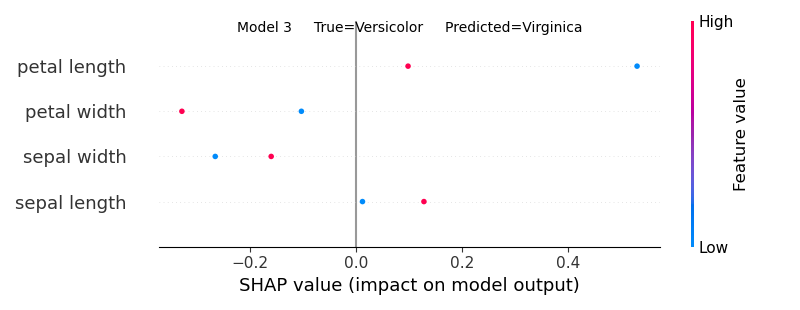 Model 3 True=Versicolor Predicted=Virginica
High
petal length
petal width
sepal width
sepal length
Feature value
Low
−0.2 0.0 0.2 0.4
SHAP value (impact on model output)